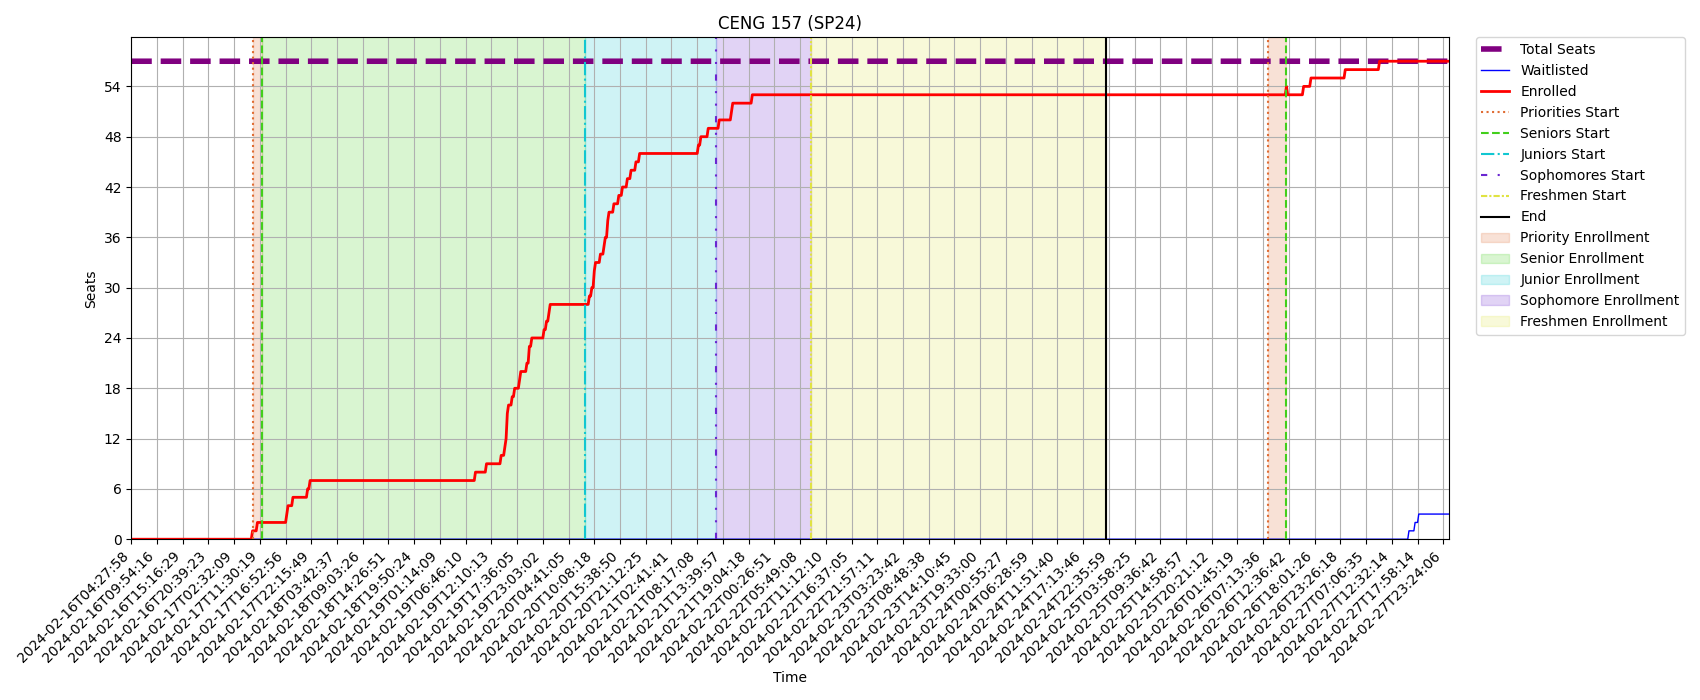 CENG 157 (SP24)
Total Seats
Waitlisted
Enrolled
Priorities Start
Seniors Start
Juniors Start
Sophomores Start
Freshmen Start
End
Priority Enrollment
Senior Enrollment
Junior Enrollment
Sophomore Enrollment
Freshmen Enrollment
Seats
54
48
42
36
30
24
18
12
6
0
2024-02-16T04:27:58
2024-02-16T09:54:16
2024-02-16T15:16:29
2024-02-16T20:39:23
2024-02-17T02:32:09
2024-02-17T11:30:19
2024-02-17T16:52:56
2024-02-17T22:15:49
2024-02-18T03:42:37
2024-02-18T09:03:26
2024-02-18T14:26:51
2024-02-18T19:50:24
2024-02-19T01:14:09
2024-02-19T06:46:10
2024-02-19T12:10:13
2024-02-19T17:36:05
2024-02-19T23:03:02
2024-02-20T04:41:05
2024-02-20T10:08:18
2024-02-20T15:38:50
2024-02-20T21:12:25
2024-02-21T02:41:41
2024-02-21T08:17:08
2024-02-21T13:39:57
2024-02-21T19:04:18
2024-02-22T00:26:51
2024-02-22T05:49:08
2024-02-22T11:12:10
2024-02-22T16:37:05
2024-02-22T21:57:11
2024-02-23T03:23:42
2024-02-23T08:48:38
2024-02-23T14:10:45
2024-02-23T19:33:00
2024-02-24T00:55:27
2024-02-24T06:28:59
2024-02-24T11:51:40
2024-02-24T17:13:46
2024-02-24T22:35:59
2024-02-25T03:58:25
2024-02-25T09:36:42
2024-02-25T14:58:57
2024-02-25T20:21:12
2024-02-26T01:45:19
2024-02-26T07:13:36
2024-02-26T12:36:42
2024-02-26T18:01:26
2024-02-26T23:26:18
2024-02-27T07:06:35
2024-02-27T12:32:14
2024-02-27T17:58:14
2024-02-27T23:24:06
Time